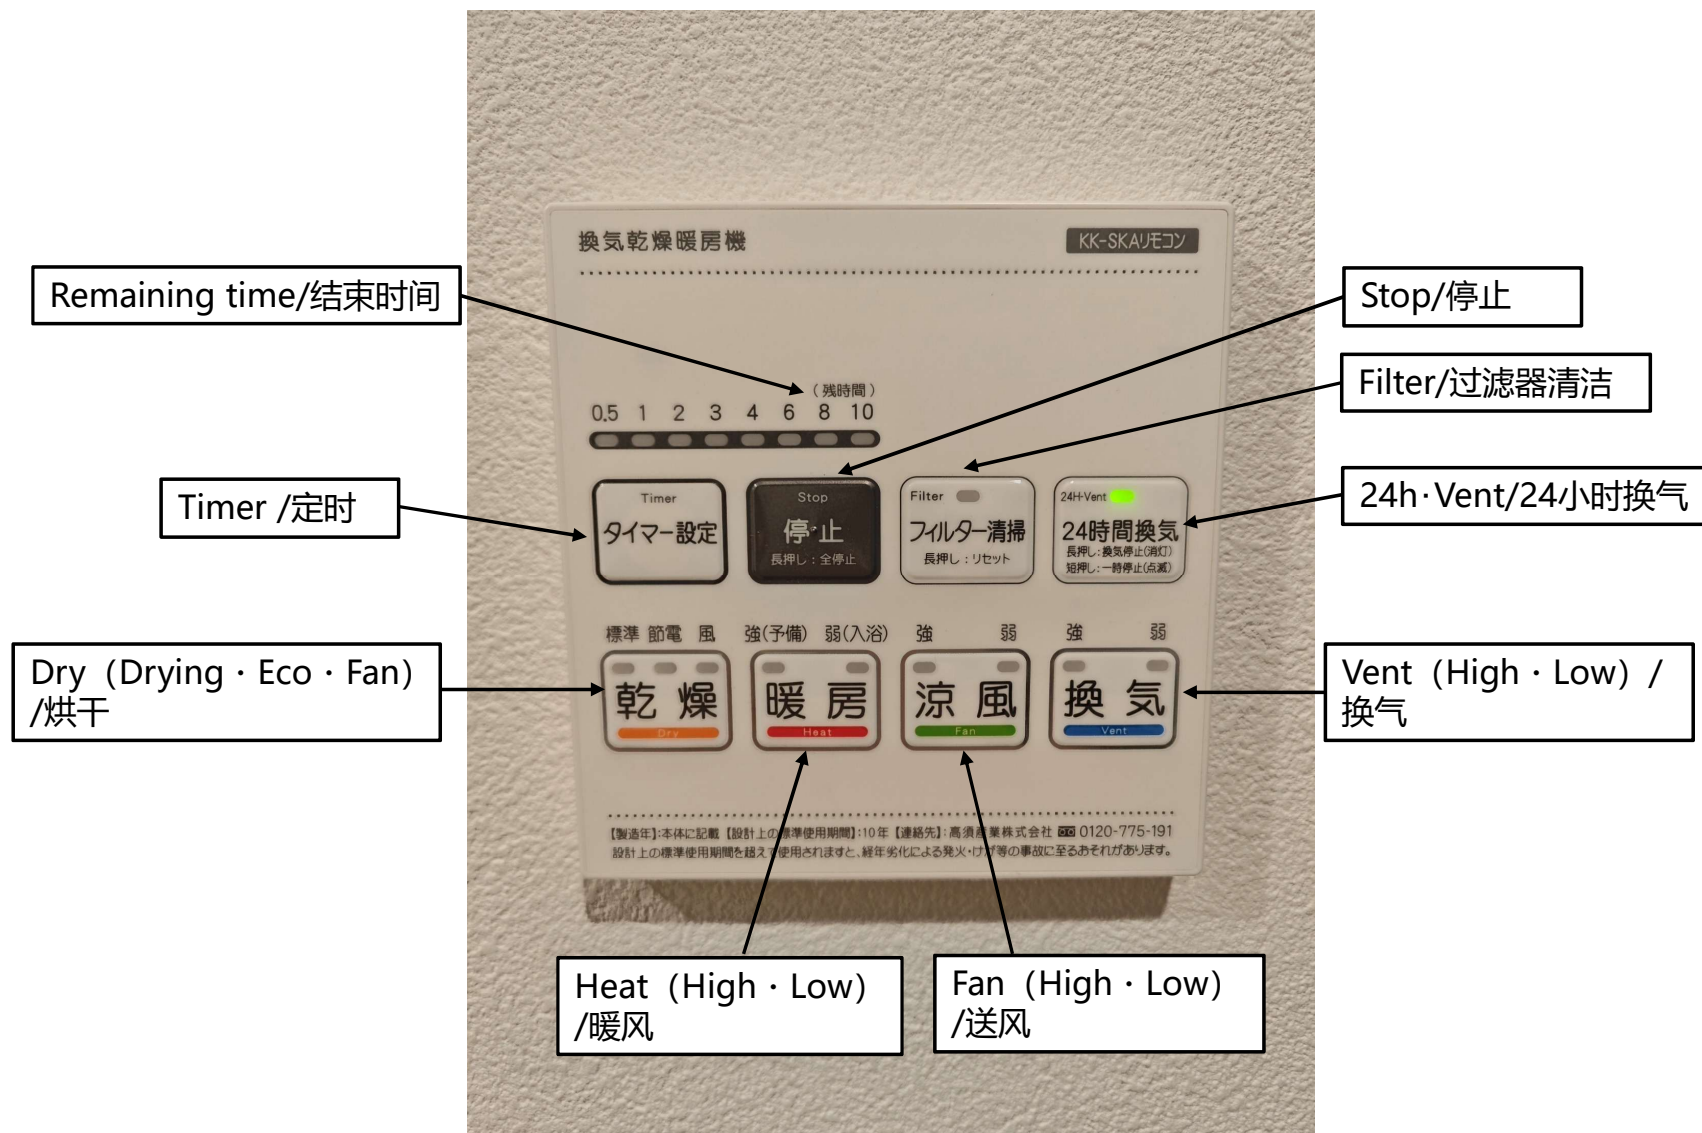 換気乾燥暖房機
KK-SKAリモコン
Remaining time/结束时间
Stop/停止
Filter/过滤器清洁
(残時間)
0.5 1 2 3 4 6 8 10
Timer /定时
24h·Vent/24小时换气
Timer
タイマー設定
Stop
停止
長押し:全停止
Filter
フィルター清掃
長押し:リセット
24H-Vent
24時間換気
長押し:換気停止(消灯)
短押し:一時停止(点滅)
Dry(Drying・Eco・Fan)
/烘干
標準 節電 風
乾燥
Dry
強(予備) 弱(入浴)
暖房
Heat
強 弱
涼風
Fan
強 弱
換気
Vent
Vent(High・Low)/
换气
【製造年】:本体に記載【設計上の標準使用期間】:10年【連絡先】:高須産業株式会社 0120-775-191
設計上の標準使用期間を超えて使用されますと、経年劣化による発火・けが等の事故に至るおそれがあります。
Heat(High・Low)
/暖风
Fan(High・Low)
/送风